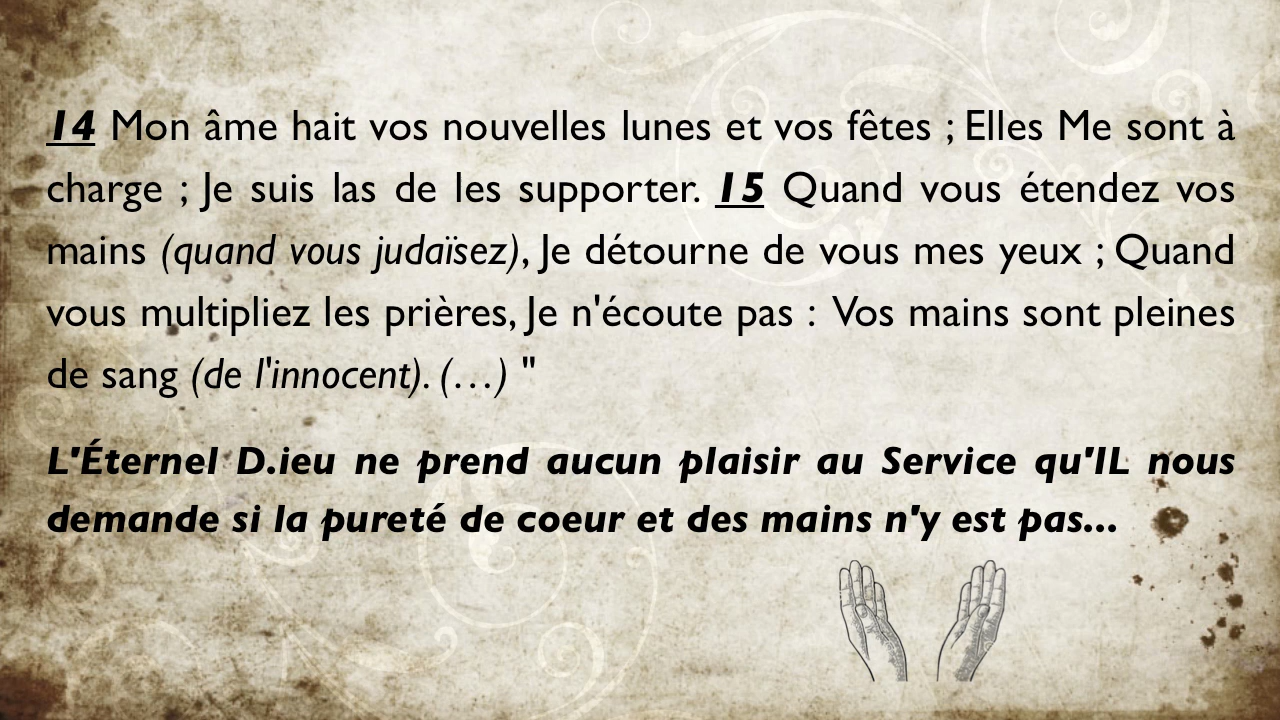 14 Mon âme hait vos nouvelles lunes et vos fêtes ; Elles Me sont à
charge ; Je suis las de les supporter. 15 Quand vous étendez vos
mains (quand vous judaïsez), Je détourne de vous mes yeux ; Quand
vous multipliez les prières, Je n'écoute pas : Vos mains sont pleines
de sang (de l'innocent). (…) "
L'Éternel D.ieu ne prend aucun plaisir au Service qu'IL nous
demande si la pureté de coeur et des mains n'y est pas...